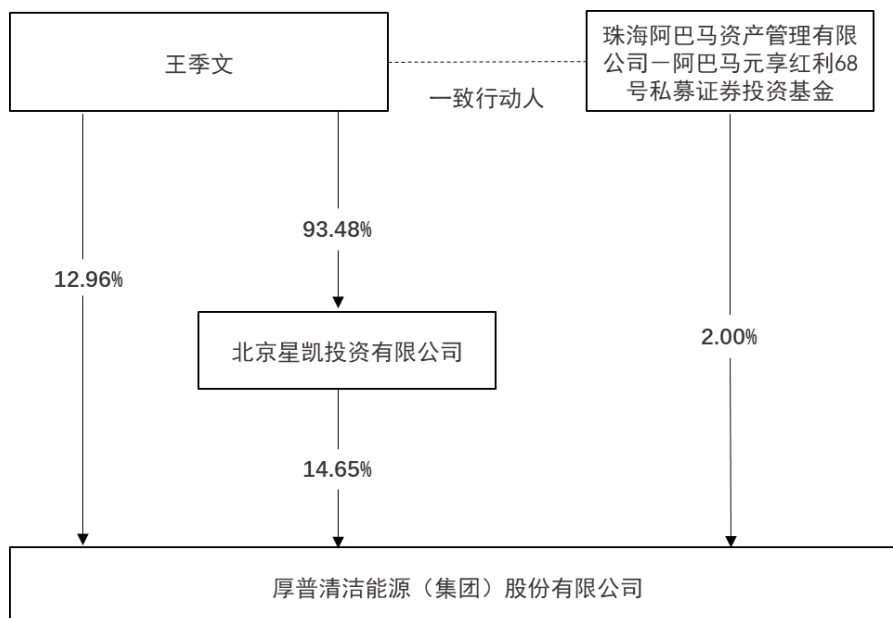 王季文
珠海阿巴马资产管理有限
公司－阿巴马元享红利68
号私募证券投资基金
一致行动人
93.48%
12.96%
2.00%
北京星凯投资有限公司
14.65%
厚普清洁能源（集团）股份有限公司